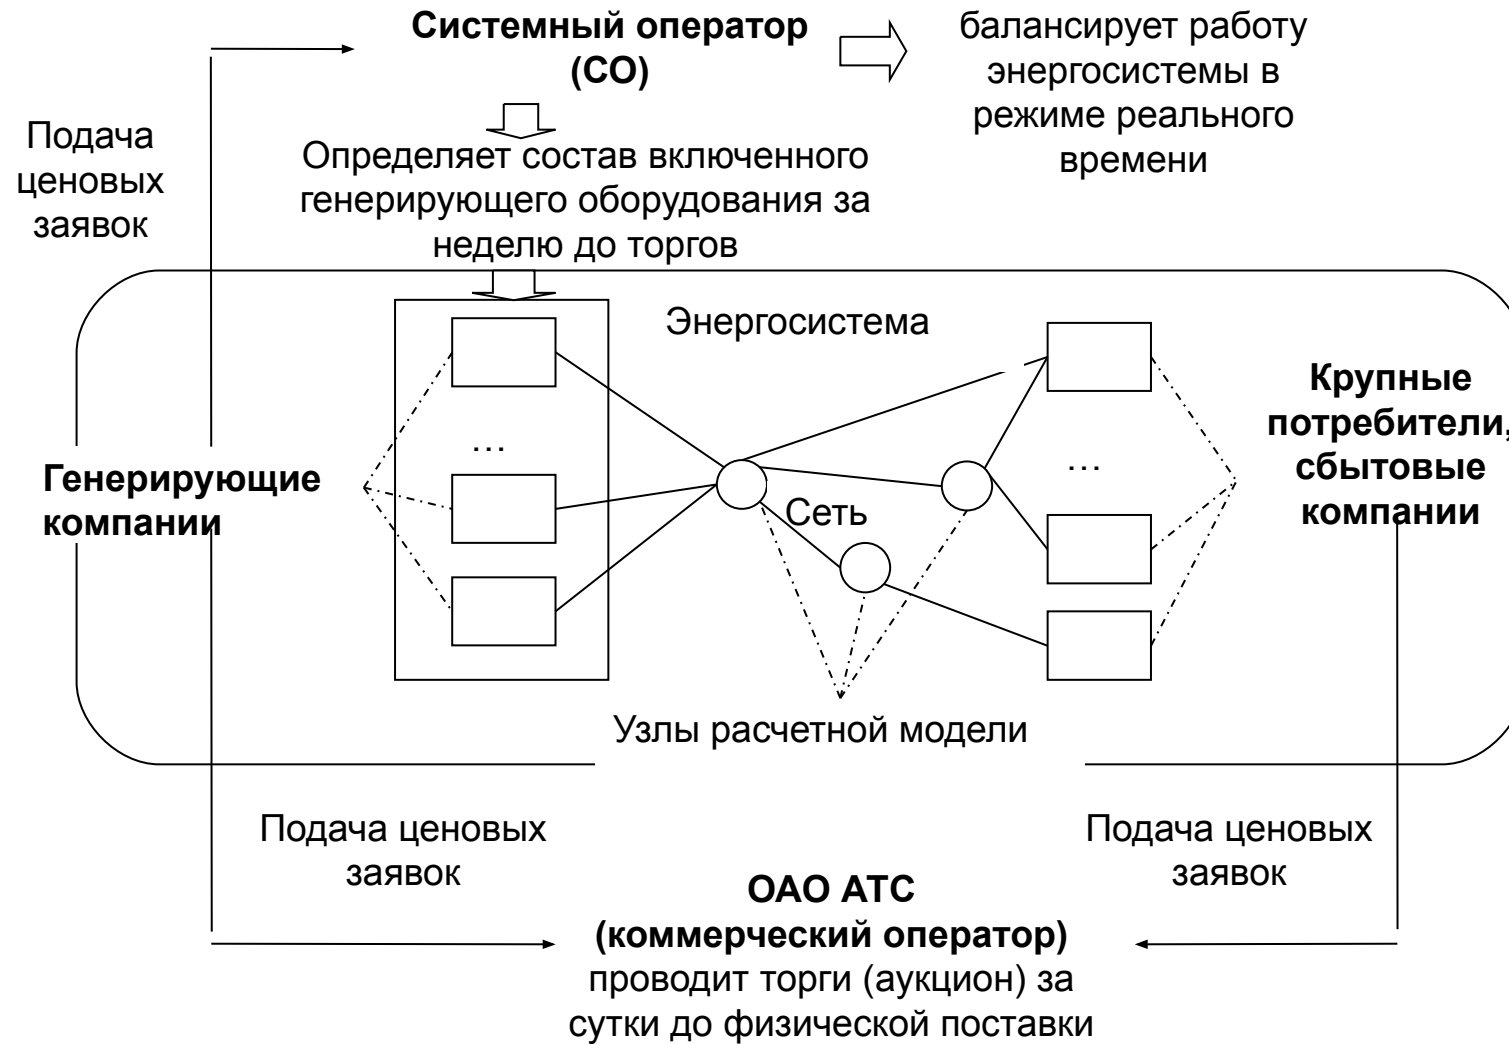 Системный оператор
(СО)
балансирует работу
энергосистемы в
режиме реального
времени
Подача
ценовых
заявок
Определяет состав включенного
генерирующего оборудования за
неделю до торгов
Энергосистема
...
...
Генерирующие
компании
Крупные
потребители,
сбытовые
компании
Сеть
Узлы расчетной модели
Подача ценовых
заявок
Подача ценовых
заявок
ОАО АТС
(коммерческий оператор)
проводит торги (аукцион) за
сутки до физической поставки